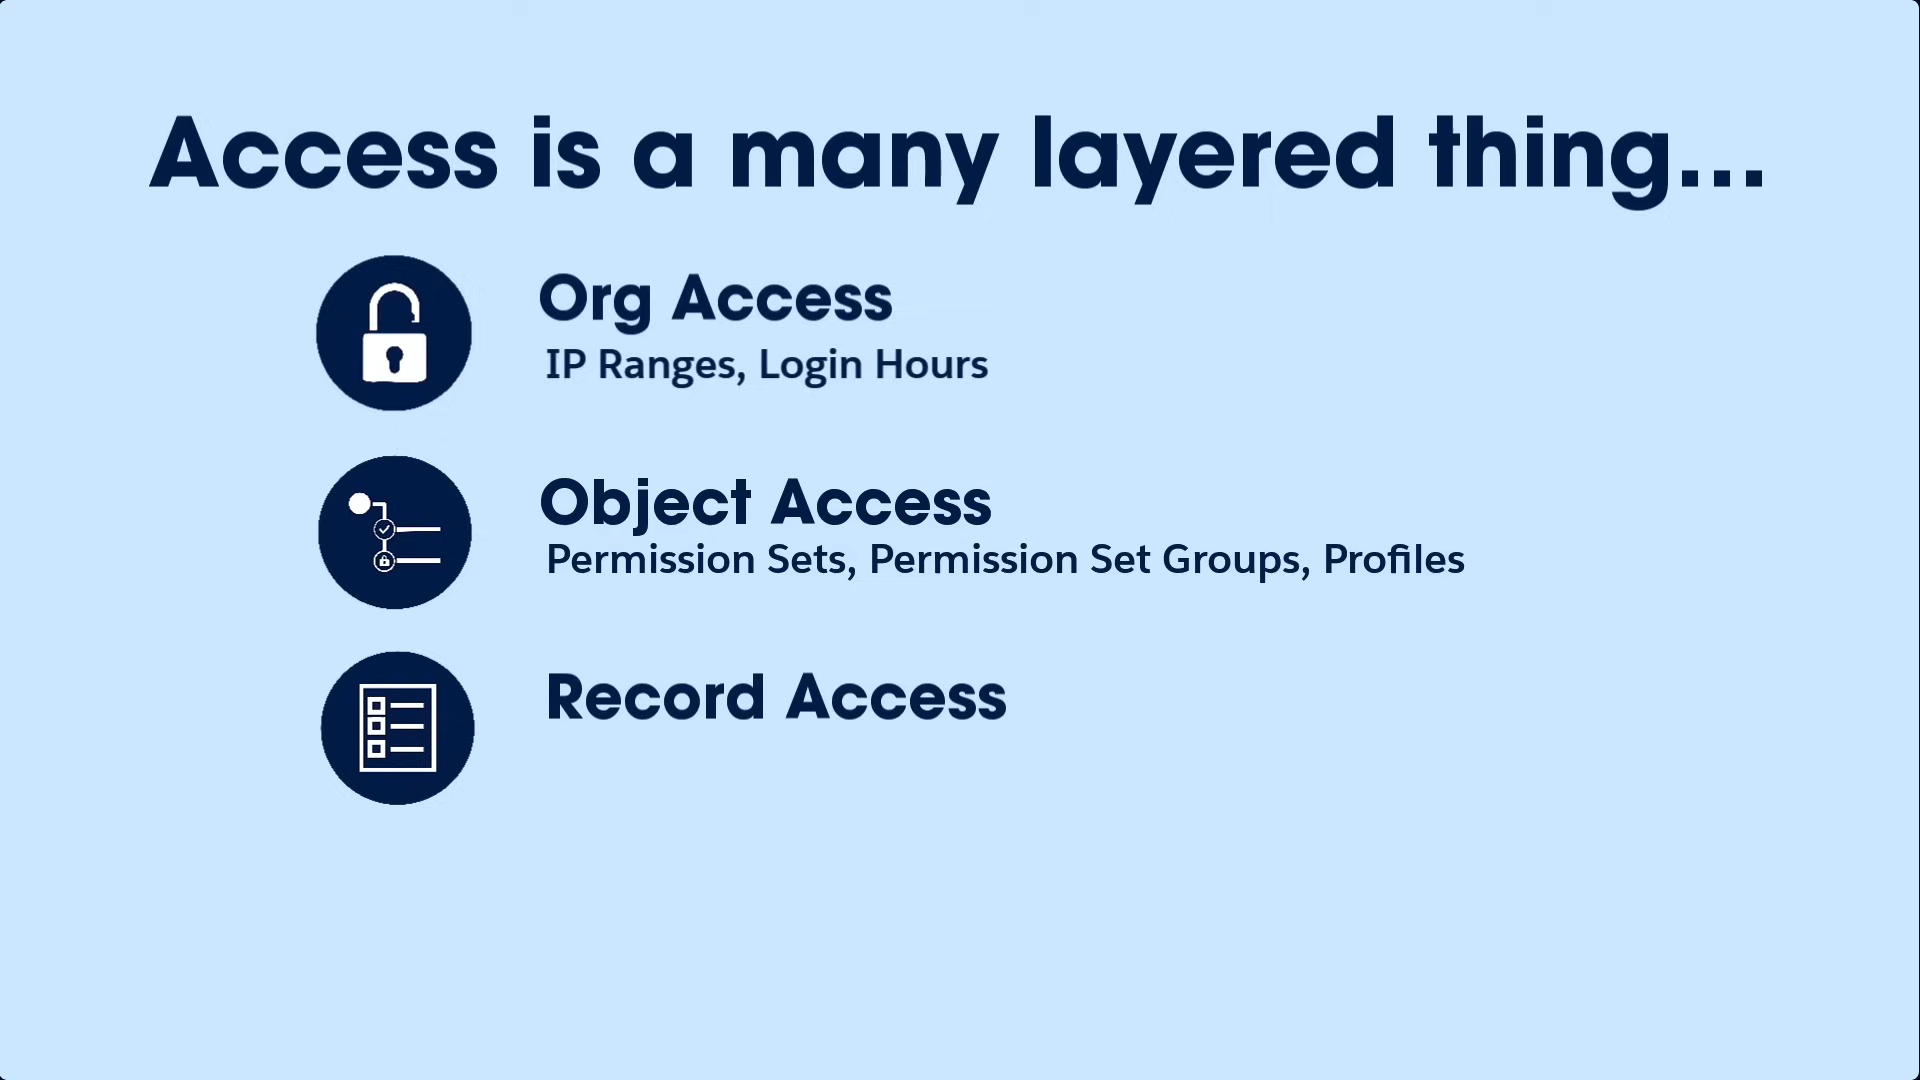 Access is a many layered thing...
Org Access
IP Ranges, Login Hours
Object Access
Permission Sets, Permission Set Groups, Profiles
Record Access